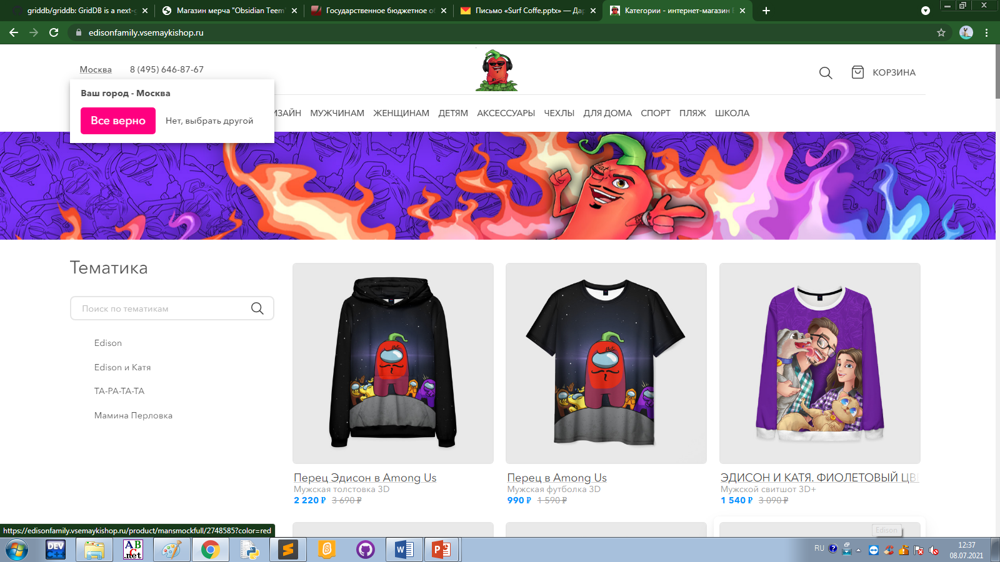 griddb/griddb: GridDB is a next-g
Магазин мерча "Obsidian Teem"
Государственное бюджетное об
Письмо «Surf Coffe.pptx» — Дар
Категории - интернет-магазин
edisonfamily.vsemaykishop.ru
Москва
8 (495) 646-87-67
КОРЗИНА
Ваш город - Москва
Все верно
Нет, выбрать другой
ИЗАЙН
МУЖЧИНАМ
ЖЕНЩИНАМ
ДЕТЯМ
АКСЕССУАРЫ
ЧЕХЛЫ
ДЛЯ ДОМА
СПОРТ
ПЛЯЖ
ШКОЛА
Тематика
Поиск по тематикам
Edison
Edison и Катя
ТА-РА-ТА-ТА
Мамина Перловка
Перец Эдисон в Among Us
Мужская толстовка 3D
2 220 ₽ 3 690 ₽
Перец в Among Us
Мужская футболка 3D
990 ₽ 1 590 ₽
ЭДИСОН И КАТЯ. ФИОЛЕТОВЫЙ ЦВ
Мужской свитшот 3D+
1 540 ₽ 3 090 ₽
Edison
https://edisonfamily.vsemaykishop.ru/product/mansmockfull/2748585?color=red
DEV
C++
ABC
.net
RU
12:37
08.07.2021